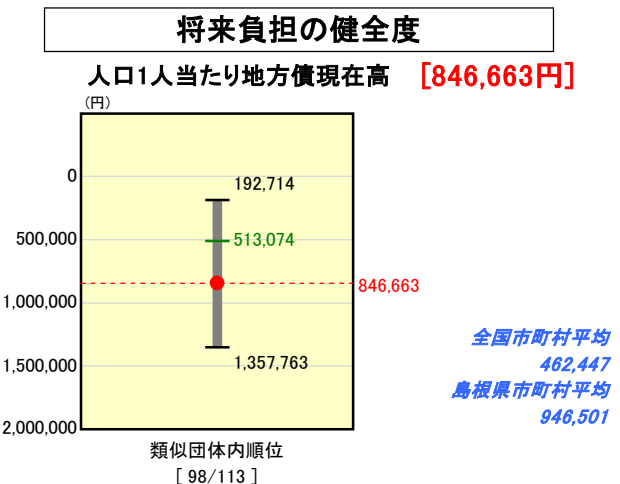 将来負担の健全度
人口1人当たり地方債現在高 [846,663円]
(円)
0
192,714
500,000
513,074
846,663
1,000,000
全国市町村平均
1,357,763
462,447
1,500,000
島根県市町村平均
946,501
2,000,000
類似団体内順位
[ 98/113 ]